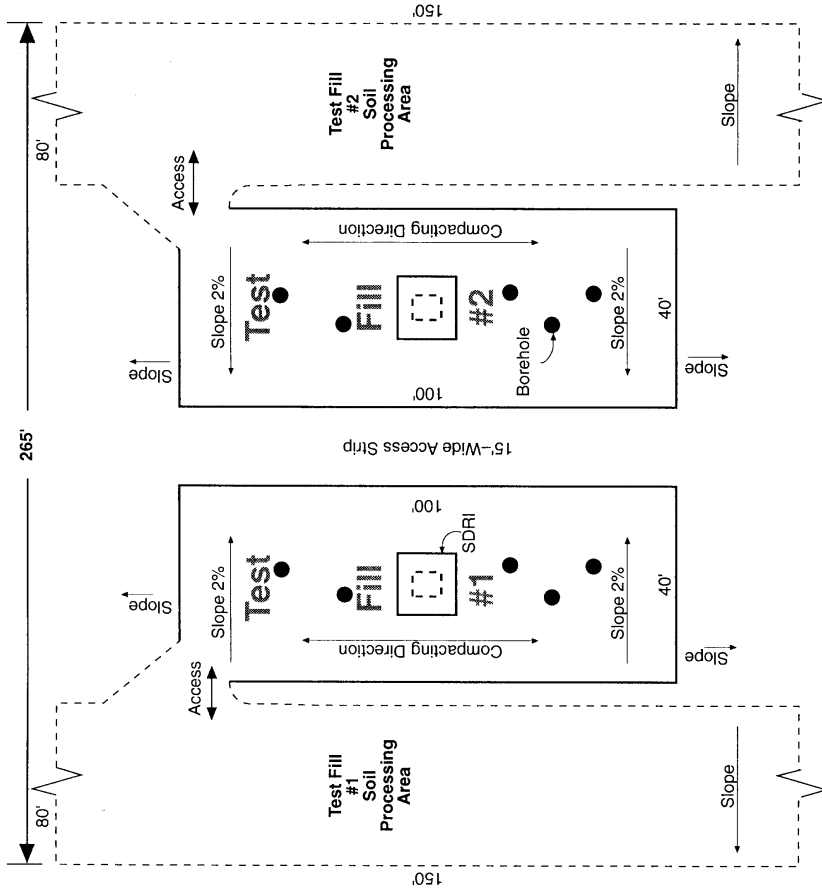 265'
80'
80'
150'
150'
Slope
Slope
Access
Access
Test Fill
#1
Soil
Processing
Area
Slope
Slope 2%
Test
Fill
#1
Compacting Direction
100'
SDRI
Slope 2%
40'
Slope
15'–Wide Access Strip
Slope 2%
Test
Fill
#2
Compacting Direction
100'
Borehole
Slope 2%
40'
Slope
Test Fill
#2
Soil
Processing
Area
Slope
150'
150'